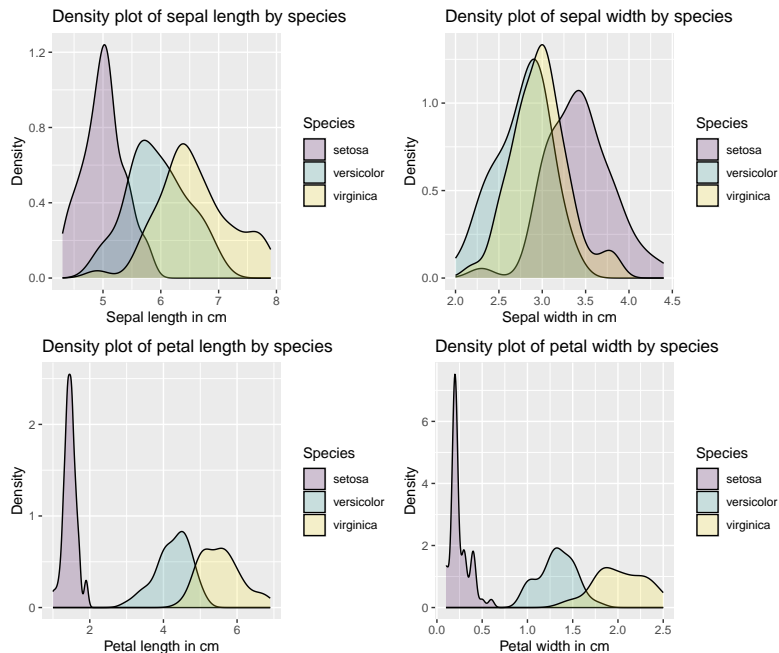 Density plot of sepal length by species
Density
1.2
0.8
0.4
0.0
5 6 7 8
Sepal length in cm
Species
setosa
versicolor
virginica
Density plot of sepal width by species
Density
1.0
0.5
0.0
2.0 2.5 3.0 3.5 4.0 4.5
Sepal width in cm
Species
setosa
versicolor
virginica
Density plot of petal length by species
Density
2
1
0
2 4 6
Petal length in cm
Species
setosa
versicolor
virginica
Density plot of petal width by species
Density
6
4
2
0
0.0 0.5 1.0 1.5 2.0 2.5
Petal width in cm
Species
setosa
versicolor
virginica